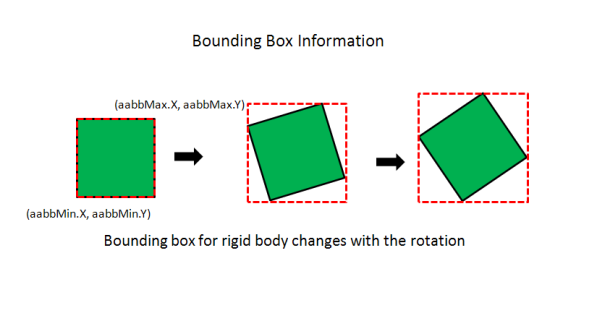 Bounding Box Information
(aabbMax.X, aabbMax.Y)
(aabbMin.X, aabbMin.Y)
Bounding box for rigid body changes with the rotation